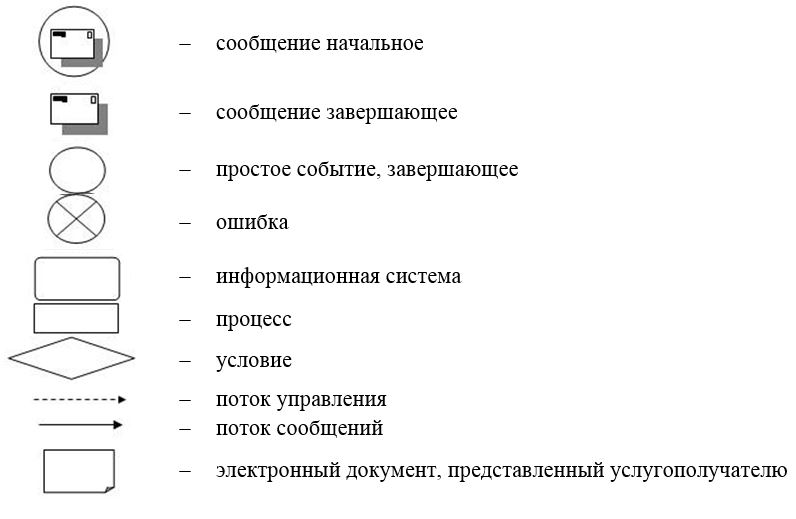 – сообщение начальное
– сообщение завершающее
– простое событие, завершающее
– ошибка
– информационная система
– процесс
– условие
– поток управления
– поток сообщений
– электронный документ, представленный услугополучателю